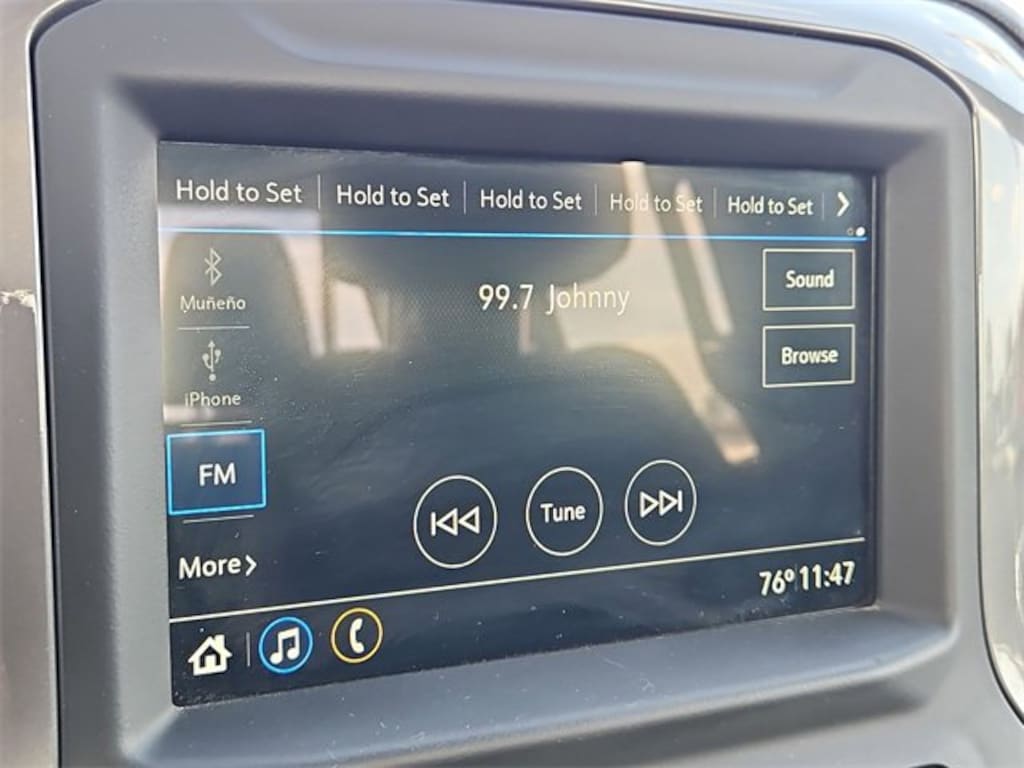 Hold to Set Hold to Set Hold to Set Hold to Set Hold to Set
Muñeño
99.7 Johnny
Sound
iPhone
Browse
FM
Tune
More
76° 11:47